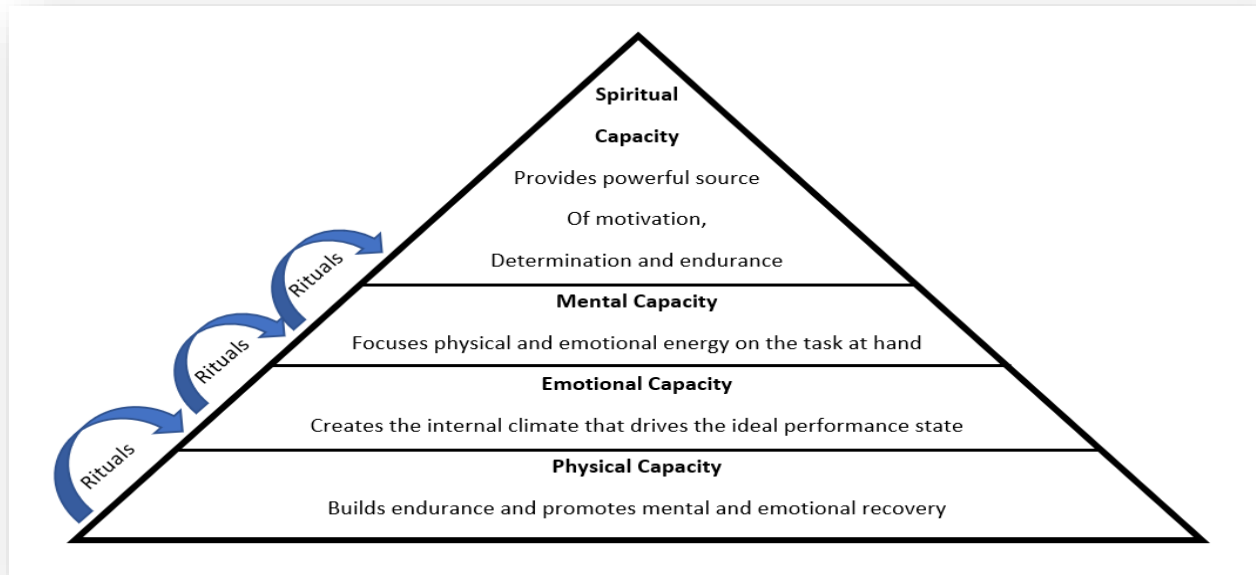 Spiritual
Capacity
Provides powerful source
Of motivation,
Determination and endurance
Rituals
Mental Capacity
Focuses physical and emotional energy on the task at hand
Rituals
Emotional Capacity
Creates the internal climate that drives the ideal performance state
Rituals
Physical Capacity
Builds endurance and promotes mental and emotional recovery